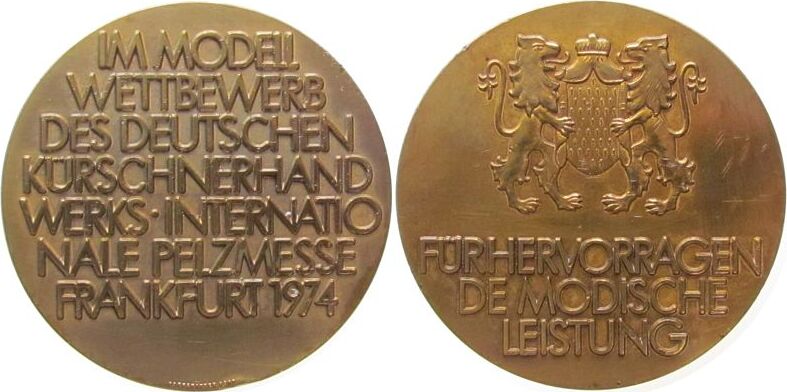 IM MODELL
WETTBEWERB
DES DEUTSCHEN
KÜRSCHNERHAND
WERKS · INTERNATIO
NALE PELZMESSE
FRANKFURT 1974
FÜR HERVORRAGEN
DE MODISCHE
LEISTUNG